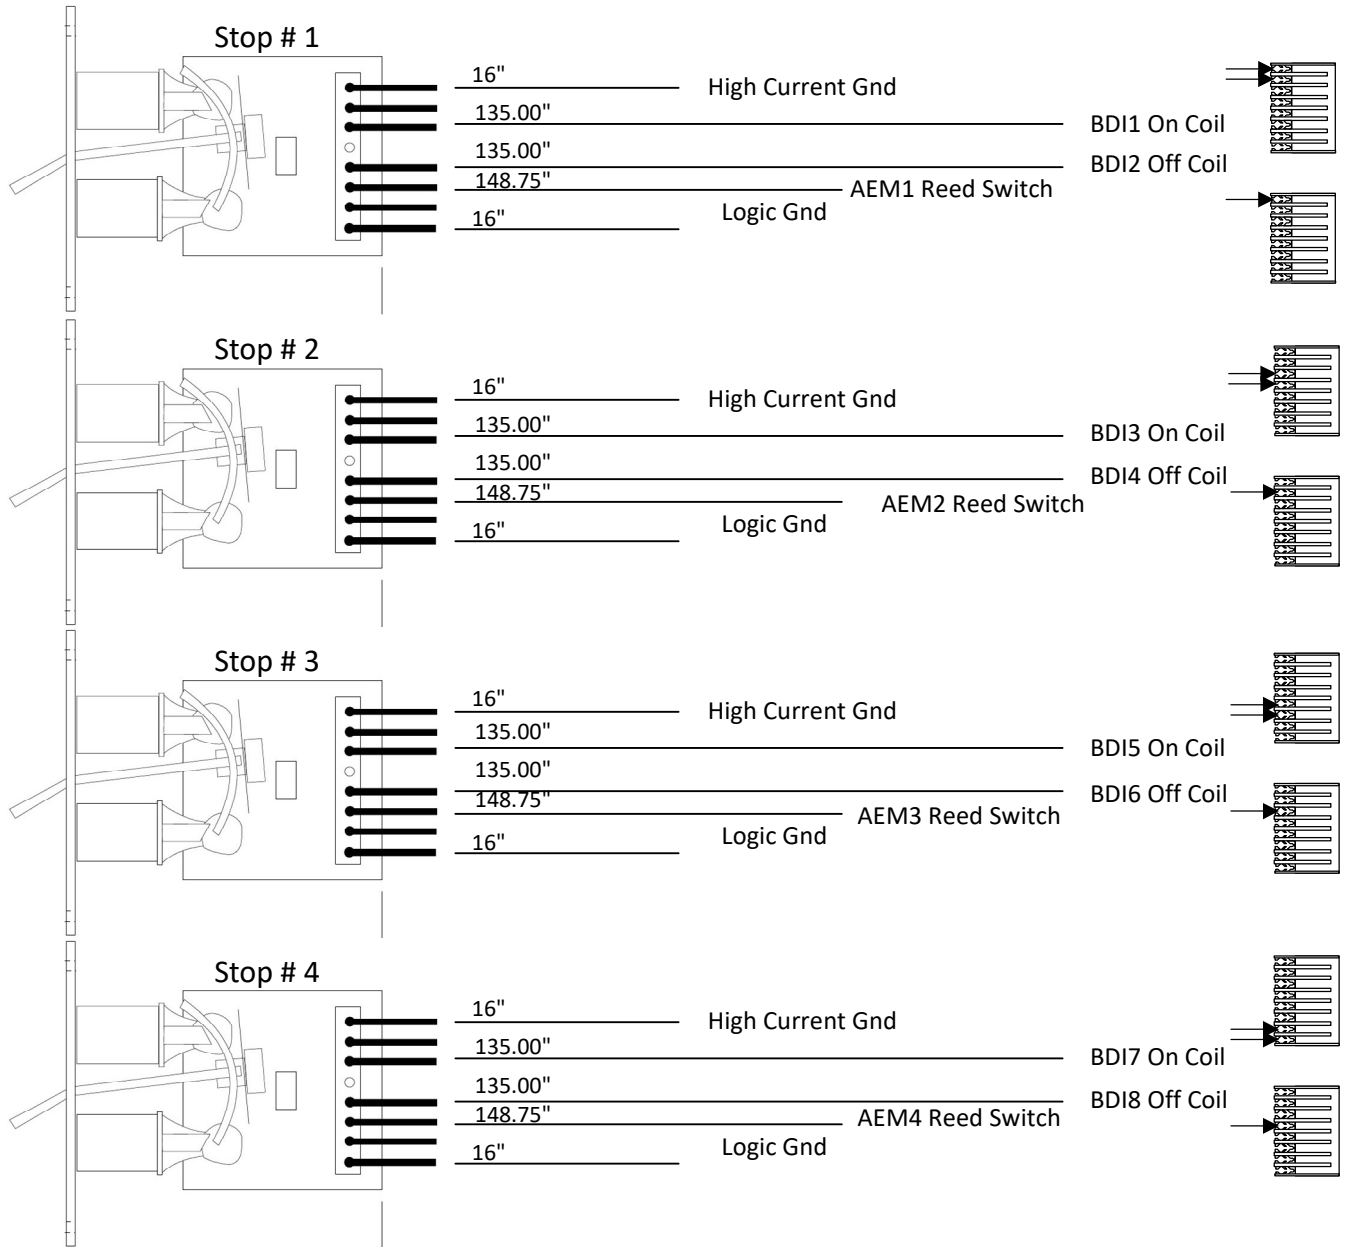 Stop # 1
16"
High Current Gnd
135.00"
BDI1 On Coil
135.00"
BDI2 Off Coil
148.75"
AEM1 Reed Switch
Logic Gnd
16"
Stop # 2
16"
High Current Gnd
135.00"
BDI3 On Coil
135.00"
BDI4 Off Coil
148.75"
AEM2 Reed Switch
Logic Gnd
16"
Stop # 3
16"
High Current Gnd
135.00"
BDI5 On Coil
135.00"
BDI6 Off Coil
148.75"
AEM3 Reed Switch
Logic Gnd
16"
Stop # 4
16"
High Current Gnd
135.00"
BDI7 On Coil
135.00"
BDI8 Off Coil
148.75"
AEM4 Reed Switch
Logic Gnd
16"